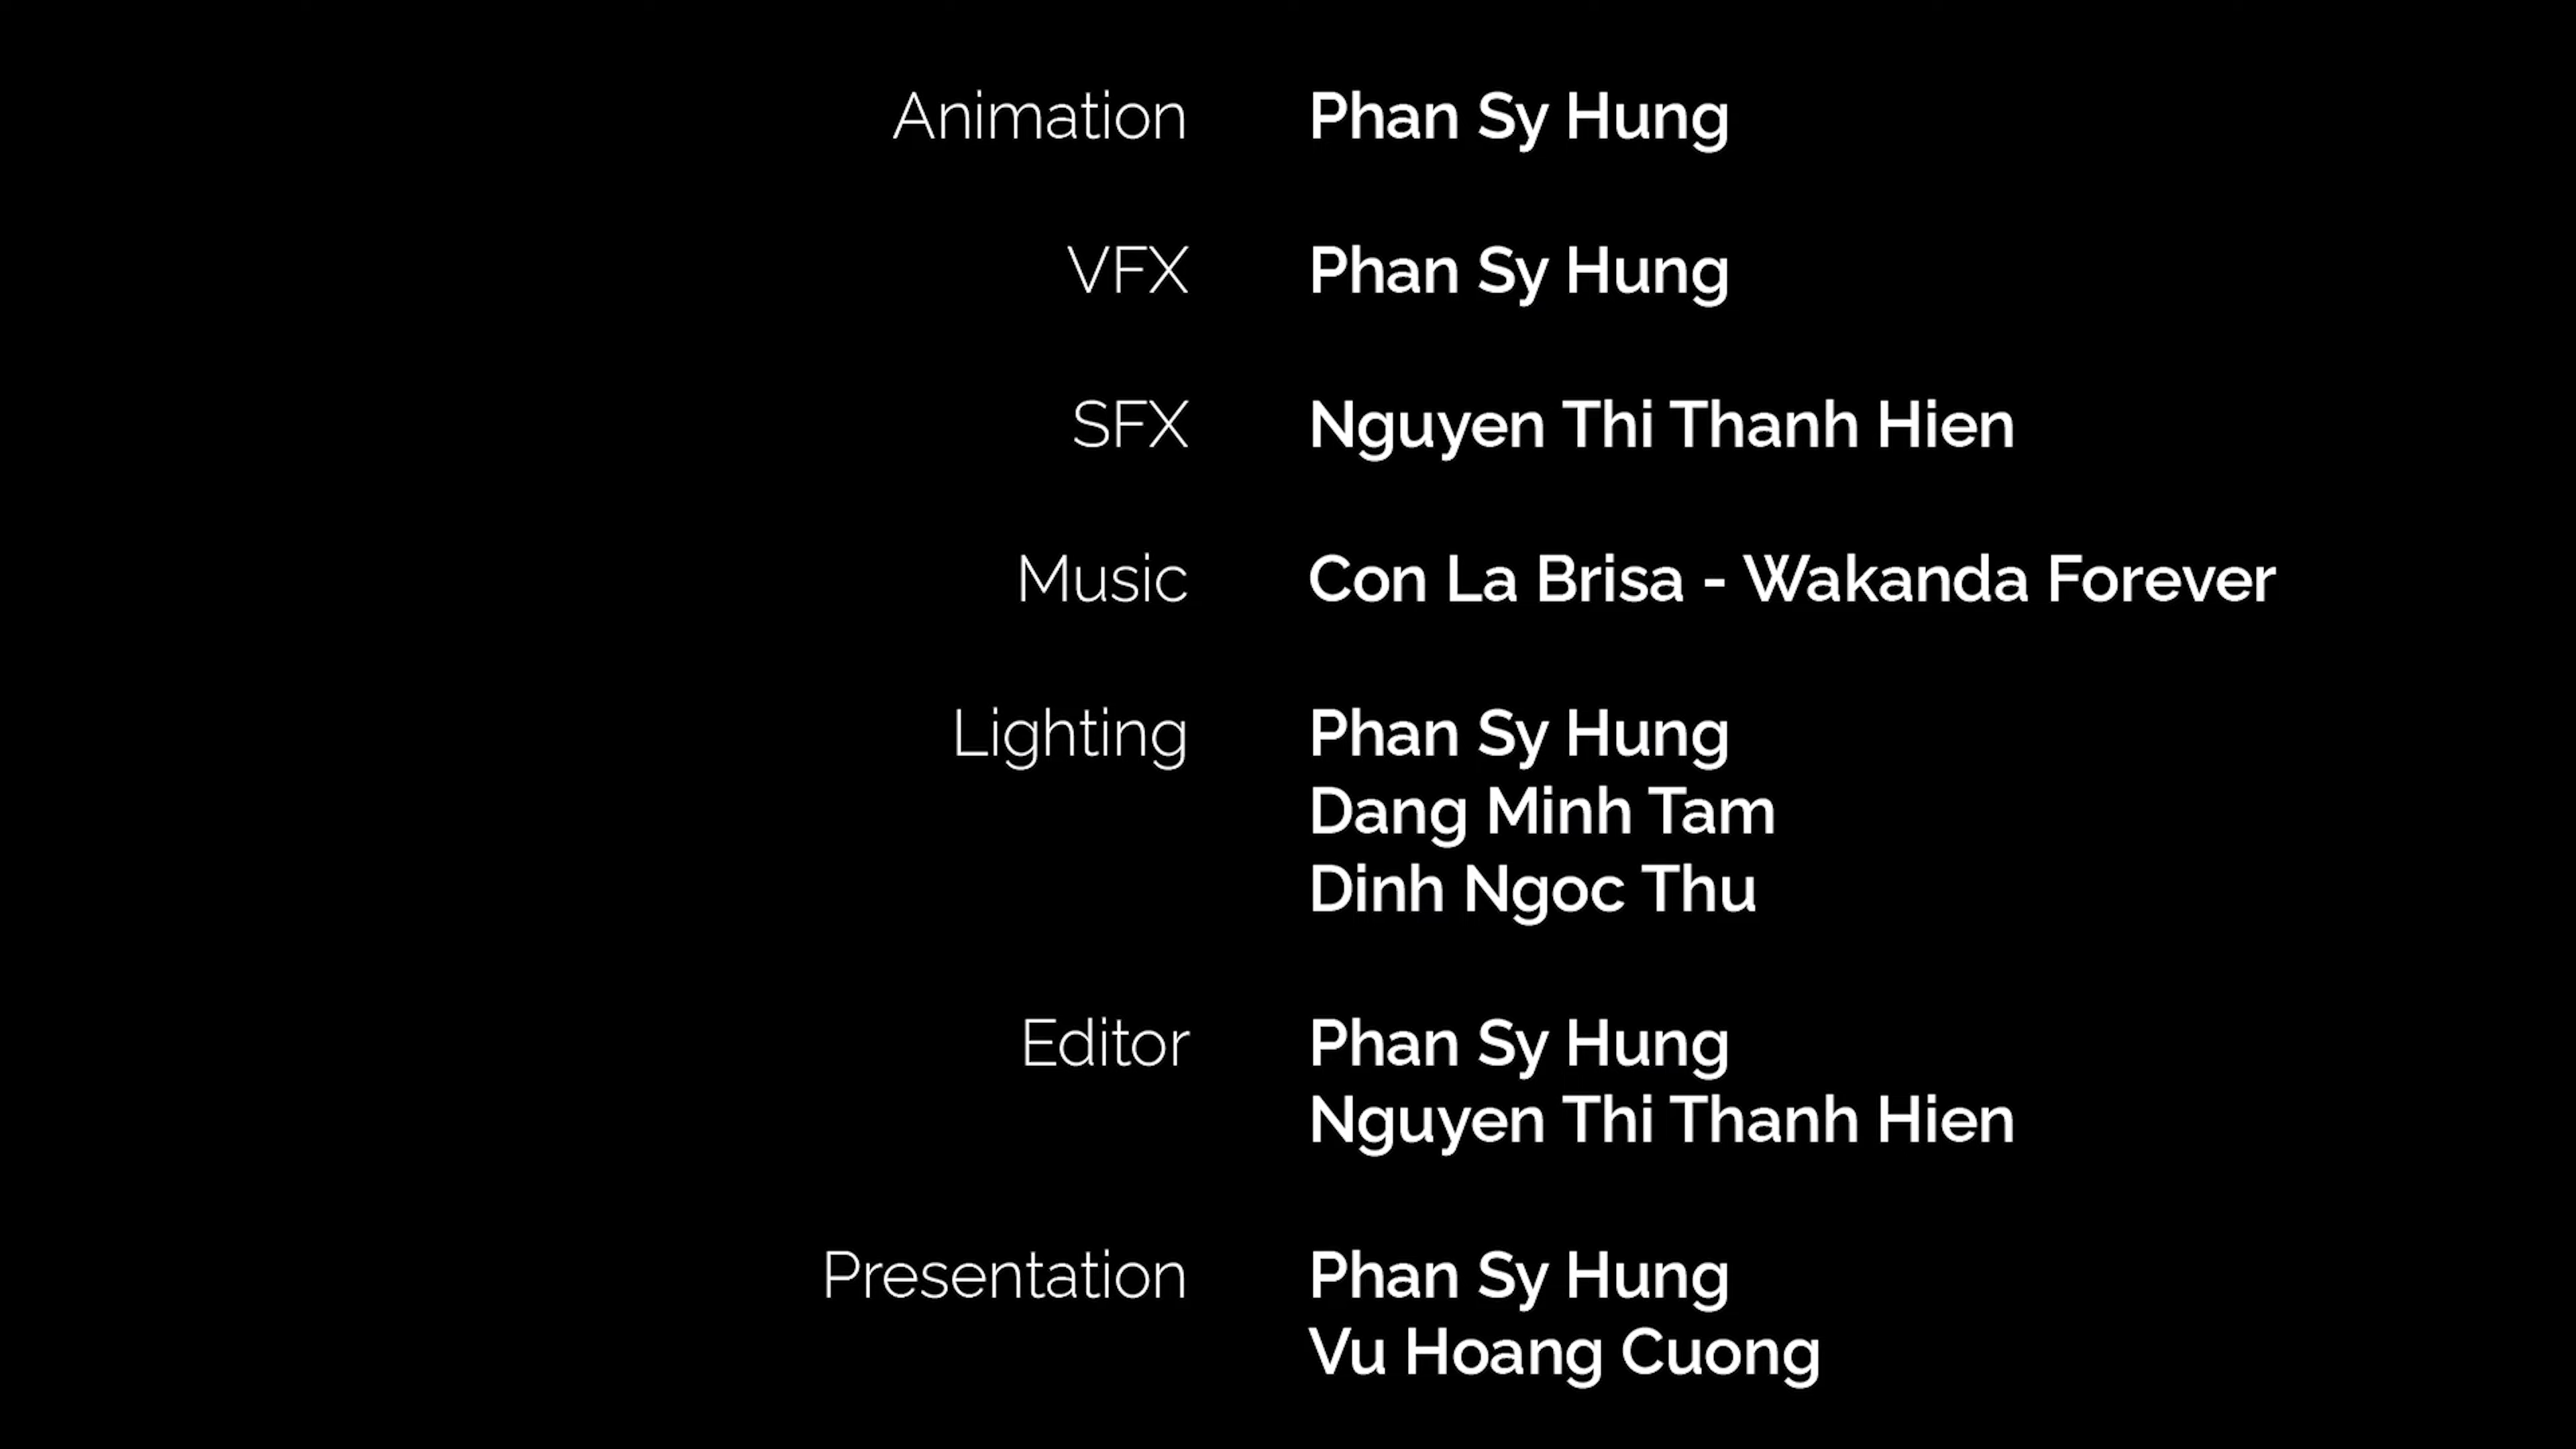 Animation Phan Sy Hung
VFX Phan Sy Hung
SFX Nguyen Thi Thanh Hien
Music Con La Brisa - Wakanda Forever
Lighting Phan Sy Hung
Dang Minh Tam
Dinh Ngoc Thu
Editor Phan Sy Hung
Nguyen Thi Thanh Hien
Presentation Phan Sy Hung
Vu Hoang Cuong